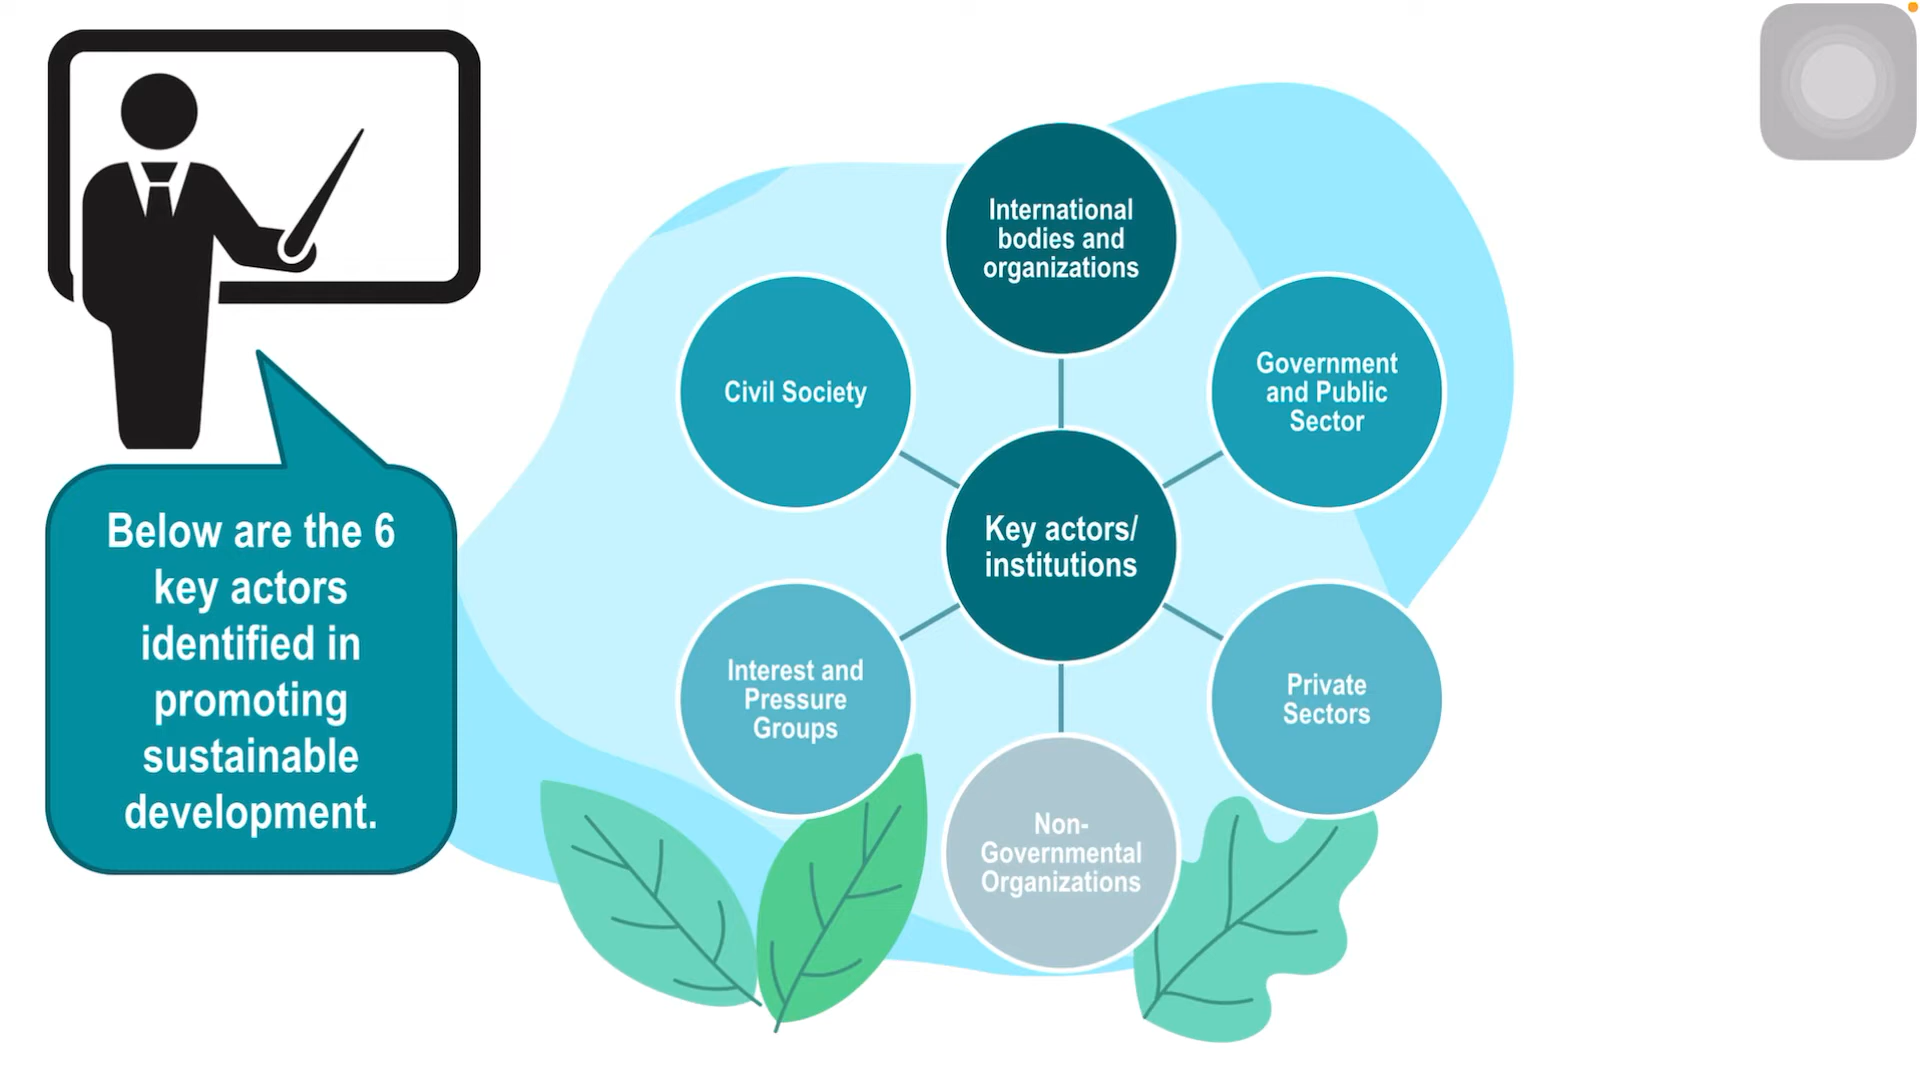 Below are the 6
key actors
identified in
promoting
sustainable
development.
International
bodies and
organizations
Government
and Public
Sector
Private
Sectors
Non-
Governmental
Organizations
Interest and
Pressure
Groups
Civil Society
Key actors/
institutions